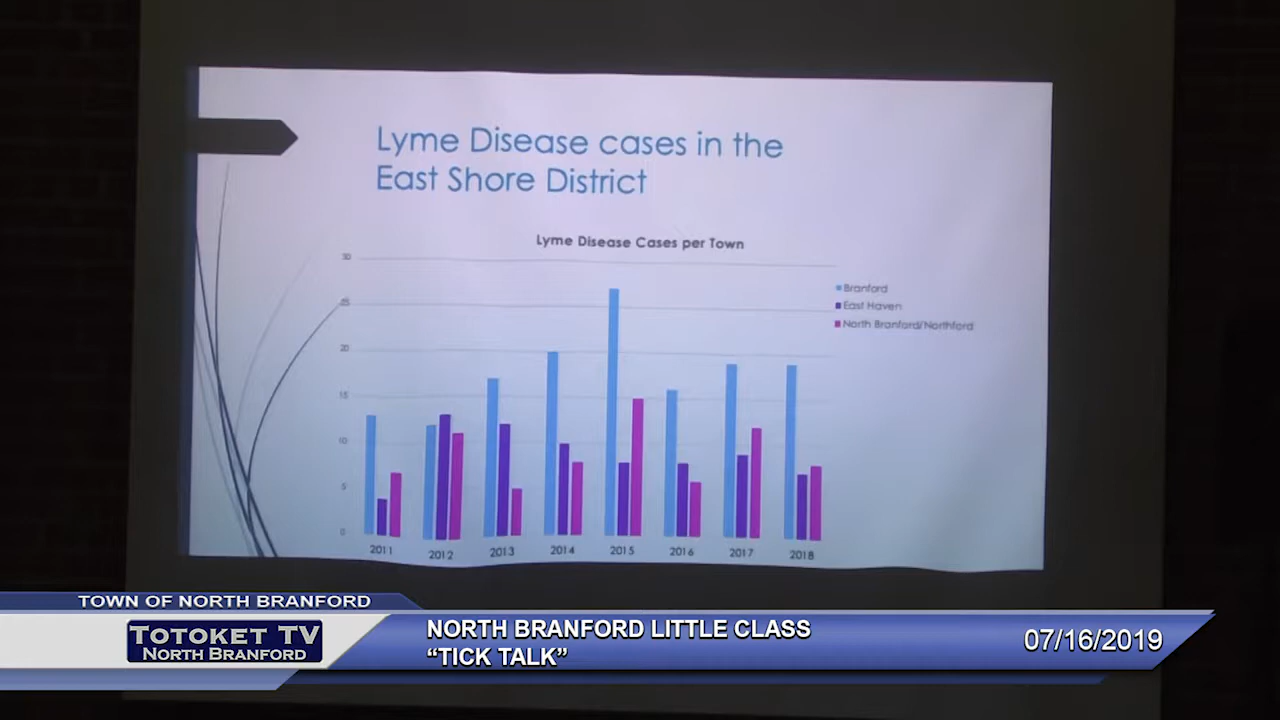 Lyme Disease cases in the
East Shore District
Lyme Disease Cases per Town
30
25
20
15
10
5
0
2011 2012 2013 2014 2015 2016 2017 2018
Branford
East Haven
North Branford/Northford
TOWN OF NORTH BRANFORD
TOTOKET TV
NORTH BRANFORD
NORTH BRANFORD LITTLE CLASS
“TICK TALK”
07/16/2019